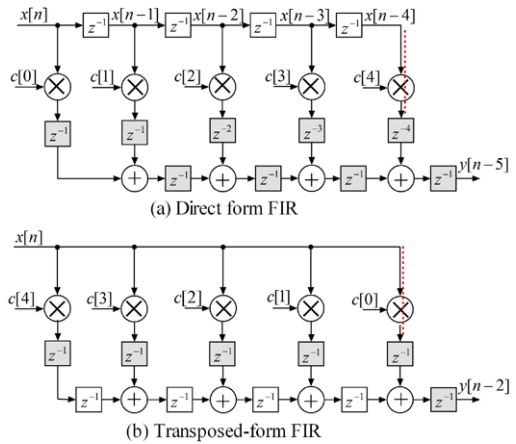 x[n] z⁻¹ x[n−1] z⁻¹ x[n−2] z⁻¹ x[n−3] z⁻¹ x[n−4]
c[0] c[1] c[2] c[3] c[4]
z⁻¹ z⁻¹ z⁻² z⁻³ z⁻⁴
z⁻¹ z⁻¹ z⁻¹ z⁻¹ y[n−5]
(a) Direct form FIR
x[n]
c[4] c[3] c[2] c[1] c[0]
z⁻¹ z⁻¹ z⁻¹ z⁻¹ z⁻¹
z⁻¹ z⁻¹ z⁻¹ z⁻¹ z⁻¹ y[n−2]
(b) Transposed-form FIR